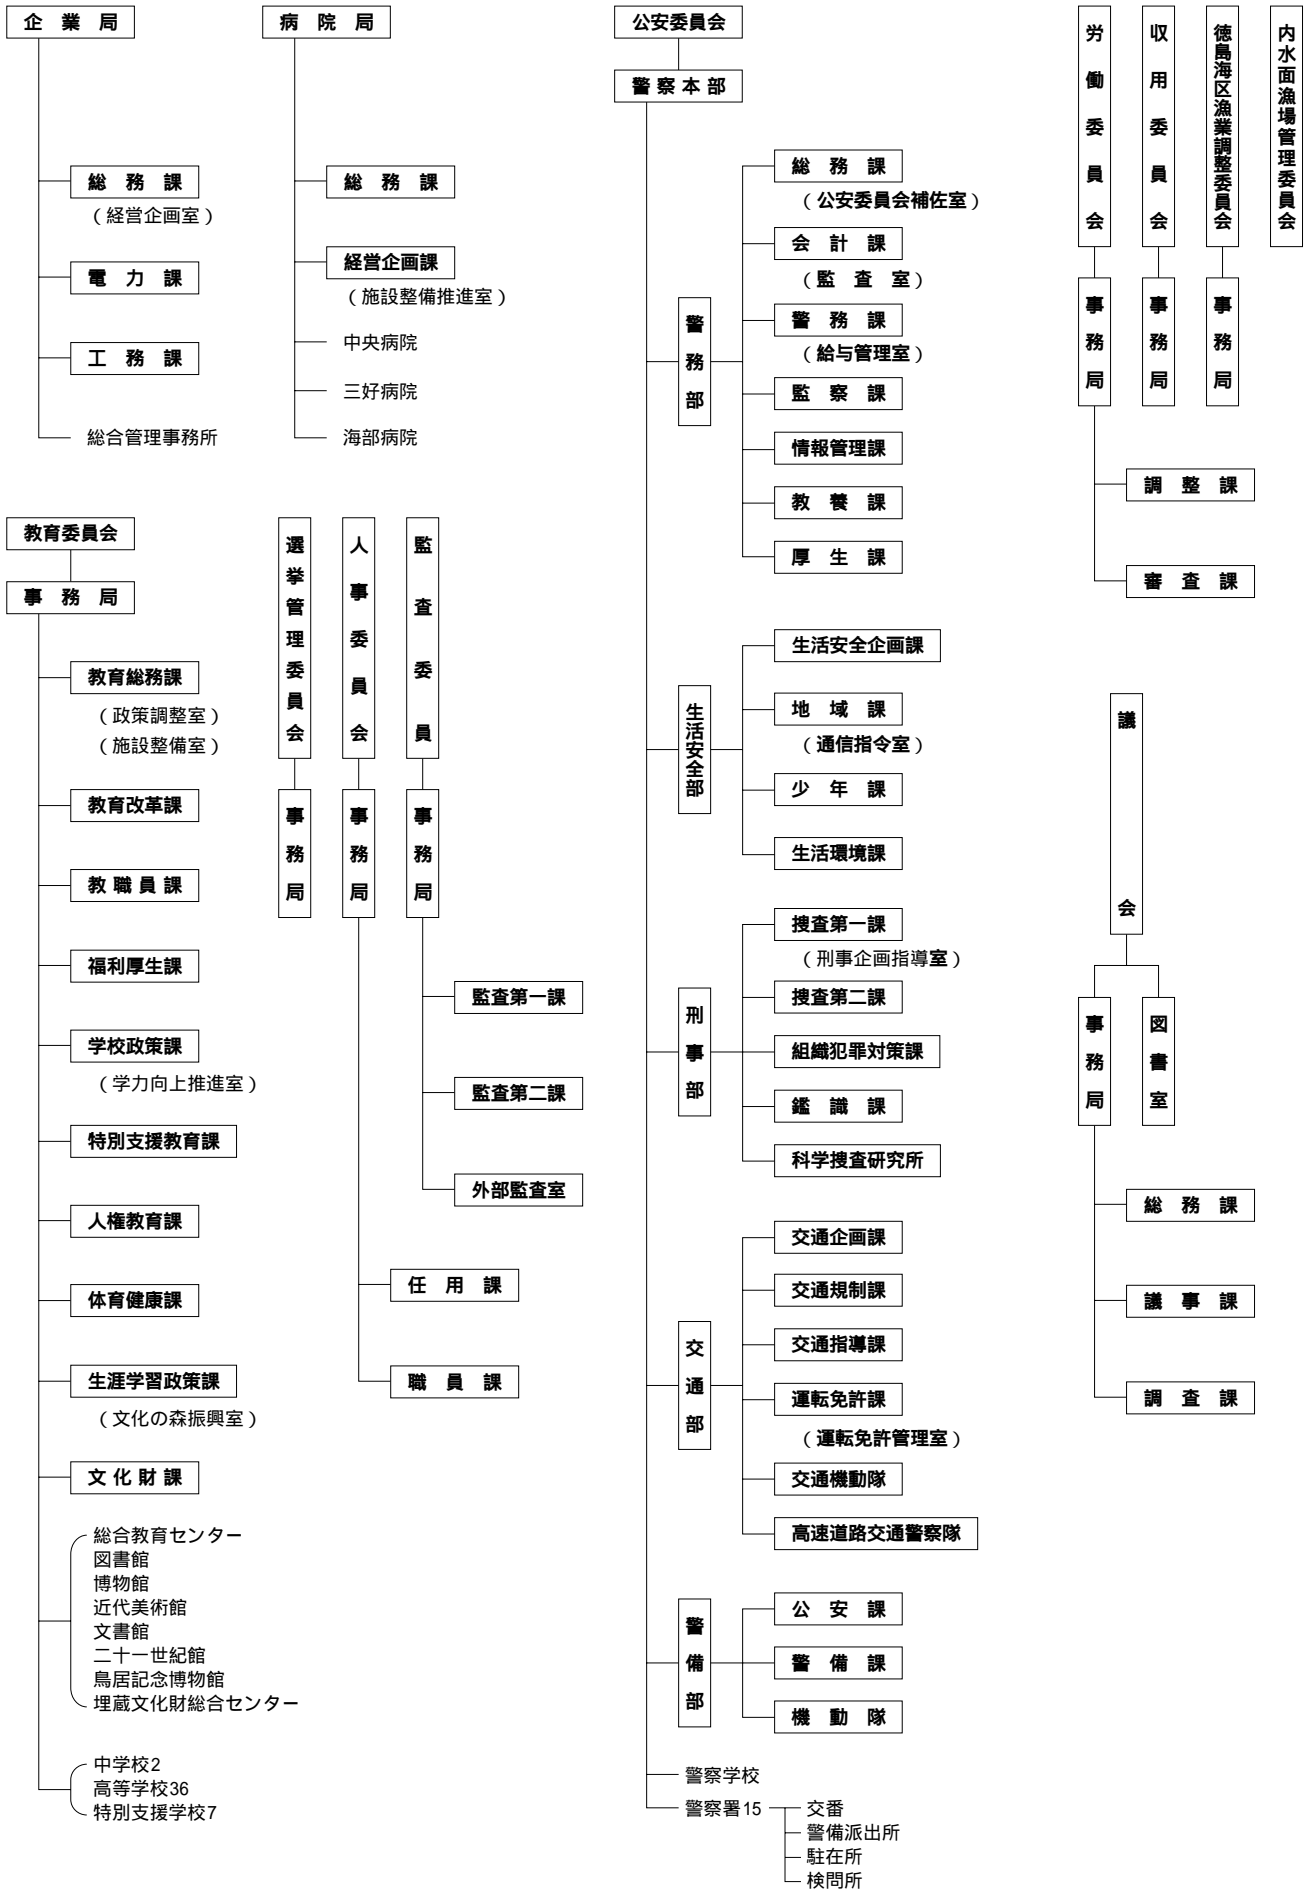 企業局
総務課
（経営企画室）
電力課
工務課
総合管理事務所
病院局
総務課
経営企画課
（施設整備推進室）
中央病院
三好病院
海部病院
教育委員会
事務局
教育総務課
（政策調整室）
（施設整備室）
教育改革課
教職員課
福利厚生課
学校政策課
（学力向上推進室）
特別支援教育課
人権教育課
体育健康課
生涯学習政策課
（文化の森振興室）
文化財課
総合教育センター
図書館
博物館
近代美術館
文書館
二十一世紀館
鳥居記念博物館
埋蔵文化財総合センター
中学校2
高等学校36
特別支援学校7
選挙管理委員会
事務局
人事委員会
事務局
任用課
職員課
監査委員
事務局
監査第一課
監査第二課
外部監査室
公安委員会
警察本部
警務部
総務課
（公安委員会補佐室）
会計課
（監査室）
警務課
（給与管理室）
監察課
情報管理課
教養課
厚生課
生活安全部
生活安全企画課
地域課
（通信指令室）
少年課
生活環境課
刑事部
捜査第一課
（刑事企画指導室）
捜査第二課
組織犯罪対策課
鑑識課
科学捜査研究所
交通部
交通企画課
交通規制課
交通指導課
運転免許課
（運転免許管理室）
交通機動隊
高速道路交通警察隊
警備部
公安課
警備課
機動隊
警察学校
警察署15
交番
警備派出所
駐在所
検問所
労働委員会
事務局
調整課
審査課
収用委員会
事務局
徳島海区漁業調整委員会
事務局
内水面漁場管理委員会
議会
事務局
図書室
総務課
議事課
調査課